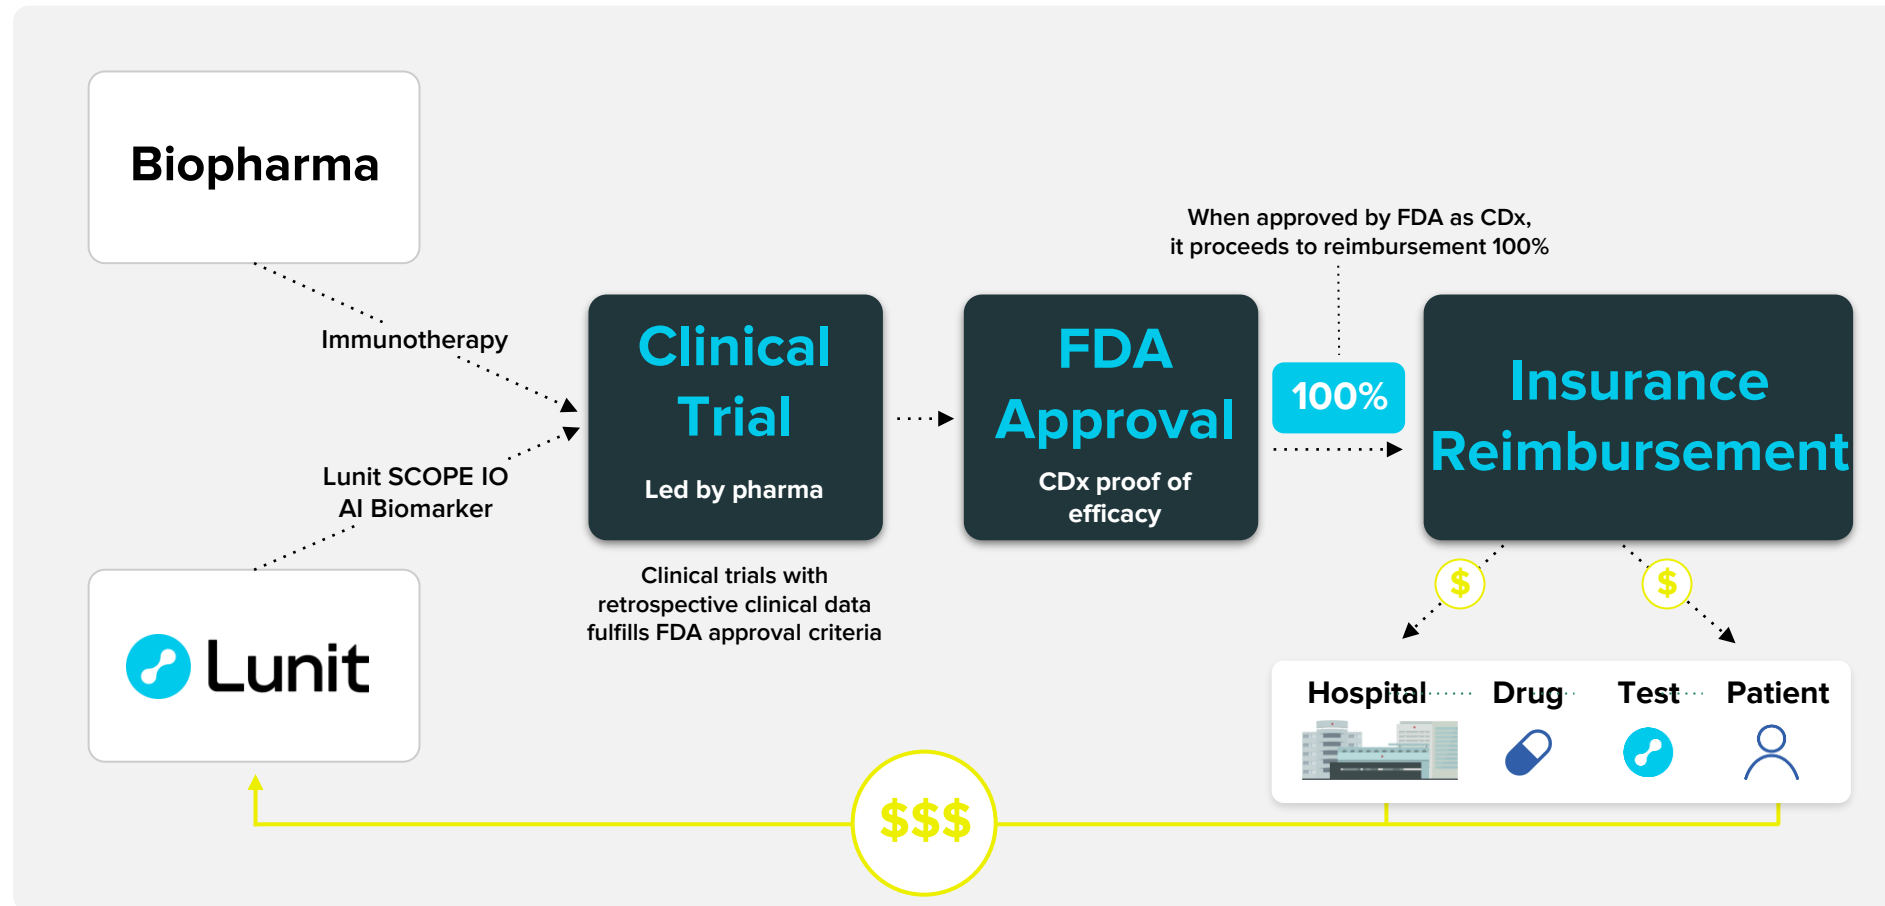 Biopharma
Immunotherapy
Lunit SCOPE IO
AI Biomarker
Lunit
Clinical
Trial
Led by pharma
Clinical trials with
retrospective clinical data
fulfills FDA approval criteria
FDA
Approval
CDx proof of
efficacy
When approved by FDA as CDx,
it proceeds to reimbursement 100%
100%
Insurance
Reimbursement
$ $
Hospital Drug Test Patient
$$$